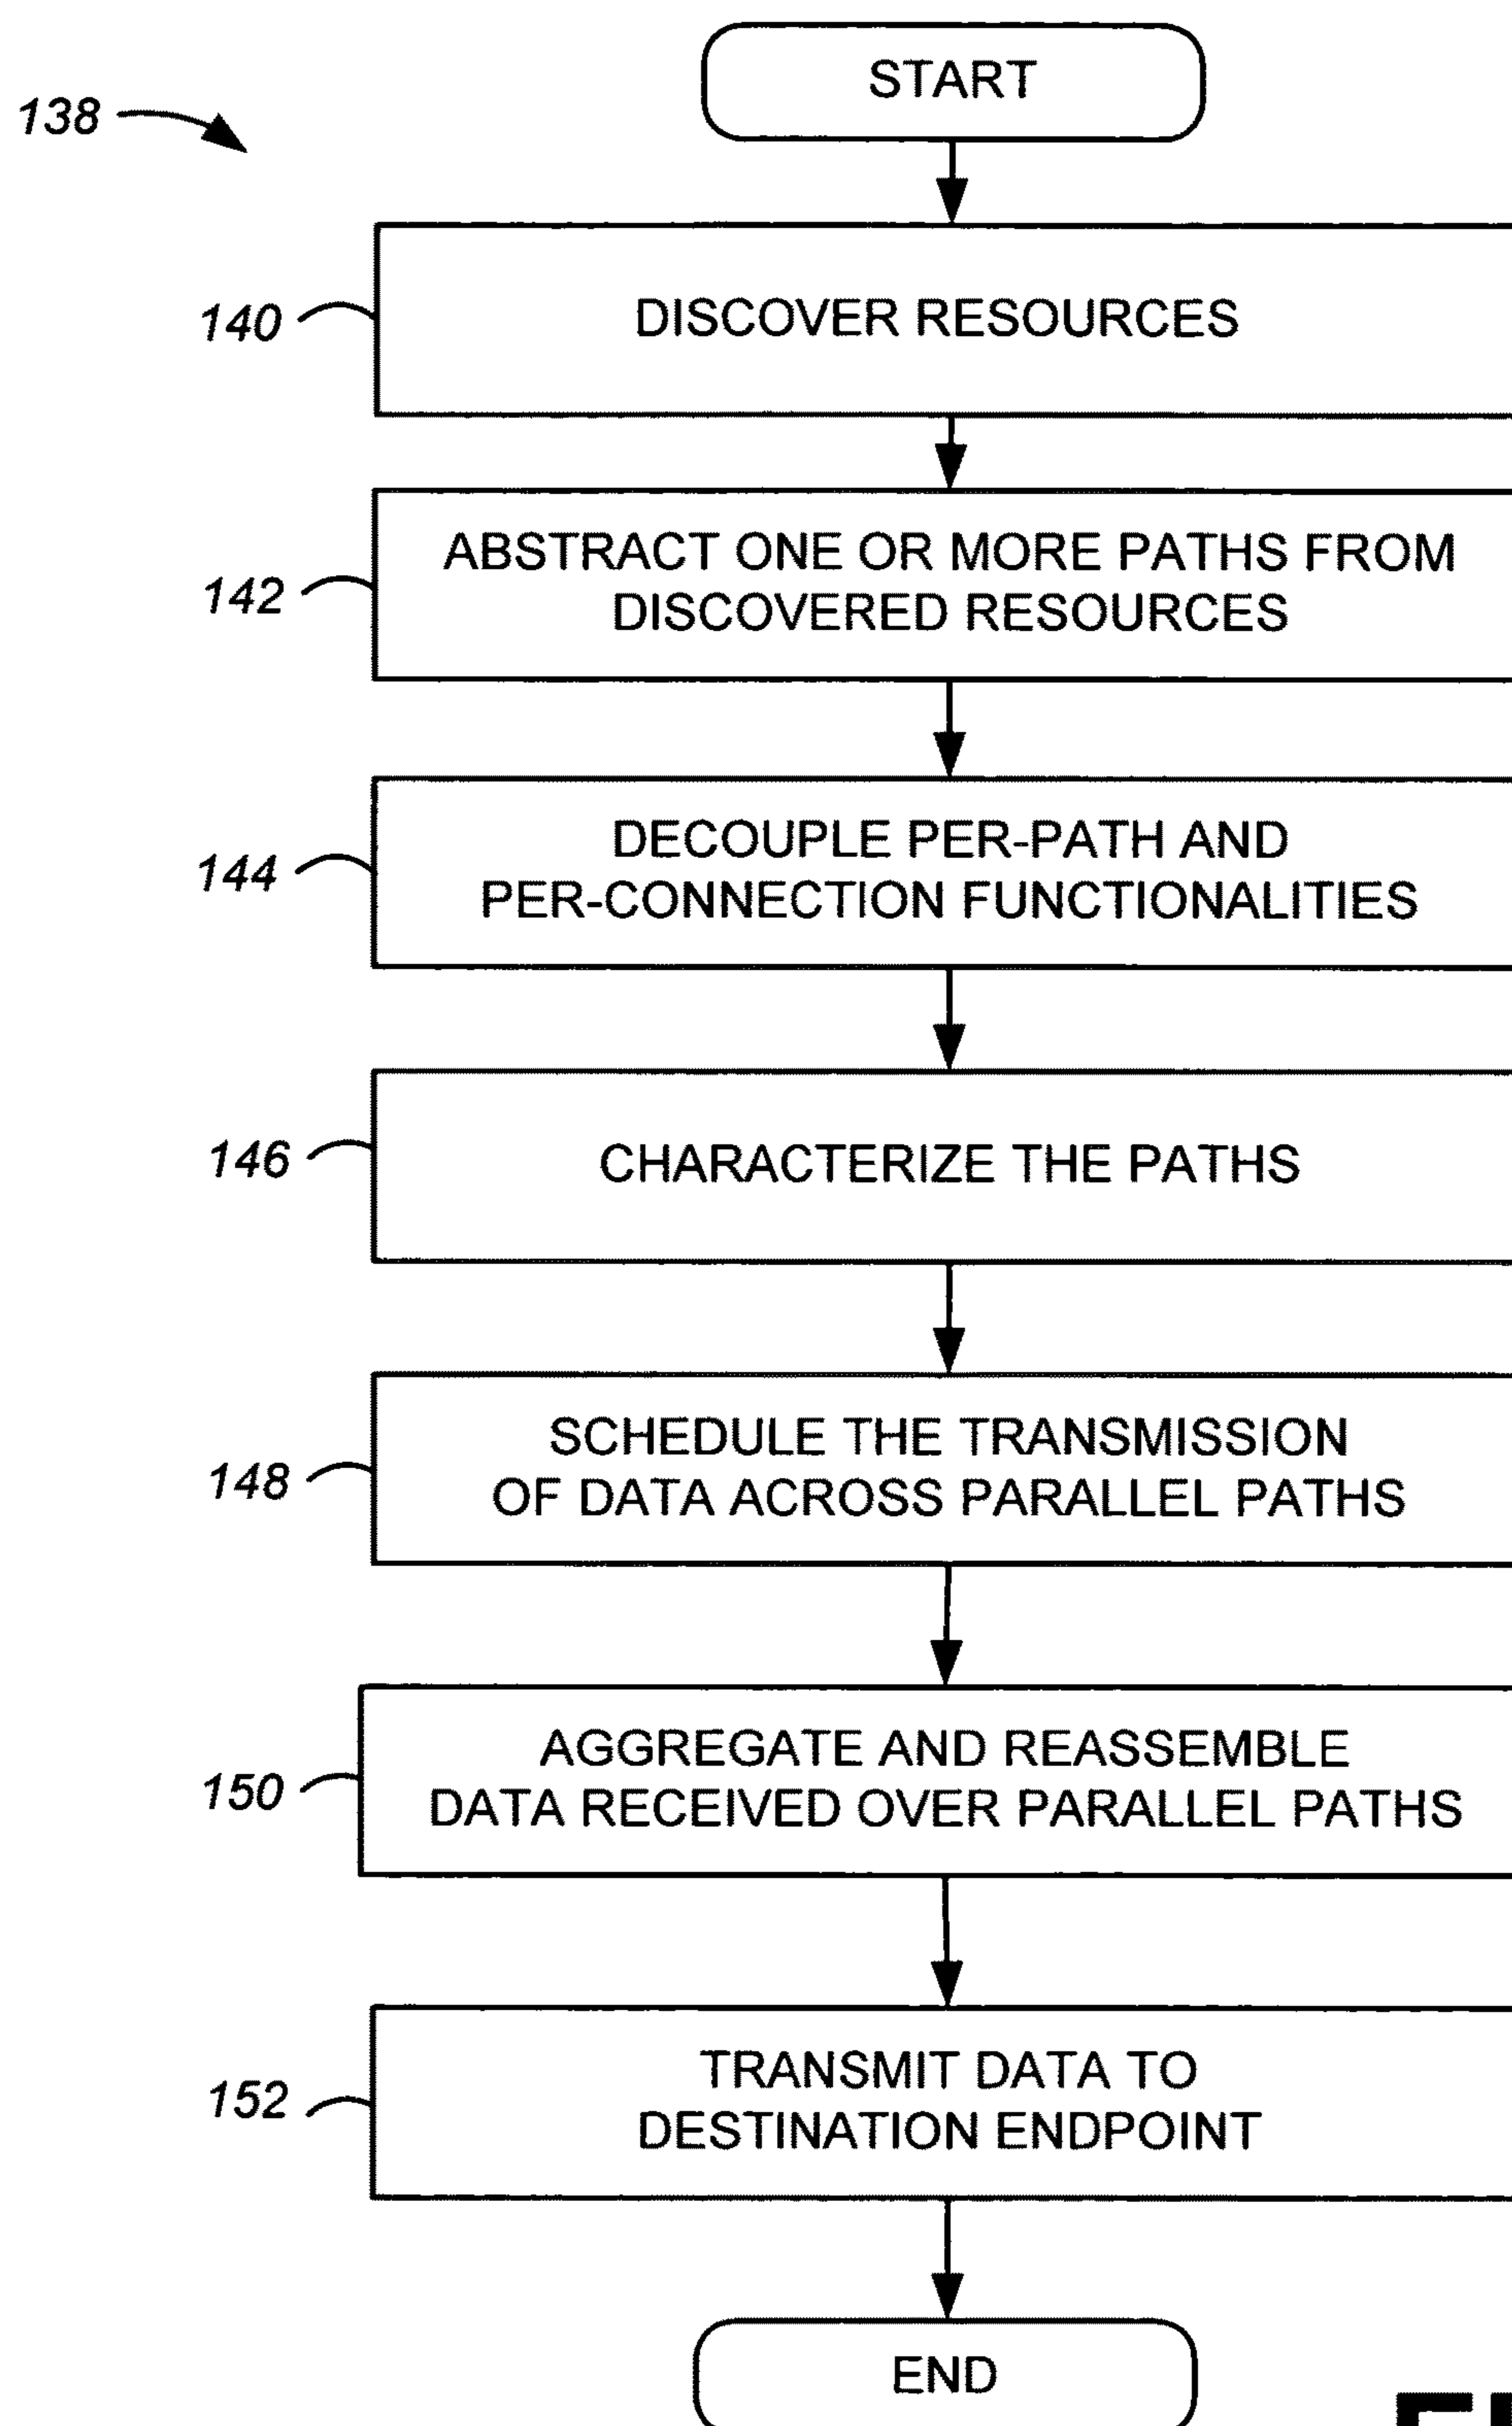 START
138
140
DISCOVER RESOURCES
142
ABSTRACT ONE OR MORE PATHS FROM
DISCOVERED RESOURCES
144
DECOUPLE PER-PATH AND
PER-CONNECTION FUNCTIONALITIES
146
CHARACTERIZE THE PATHS
148
SCHEDULE THE TRANSMISSION
OF DATA ACROSS PARALLEL PATHS
150
AGGREGATE AND REASSEMBLE
DATA RECEIVED OVER PARALLEL PATHS
152
TRANSMIT DATA TO
DESTINATION ENDPOINT
END